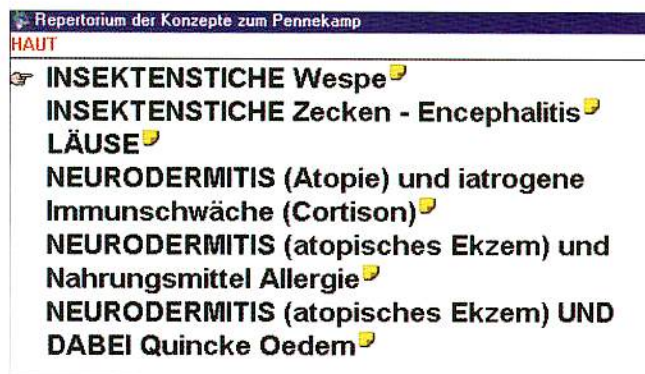 Repertorium der Konzepte zum Pennekamp
HAUT
INSEKTENSTICHE Wespe
INSEKTENSTICHE Zecken - Encephalitis
LÄUSE
NEURODERMITIS (Atopie) und iatrogene
Immunschwäche (Cortison)
NEURODERMITIS (atopisches Ekzem) und
Nahrungsmittel Allergie
NEURODERMITIS (atopisches Ekzem) UND
DABEI Quincke Oedem